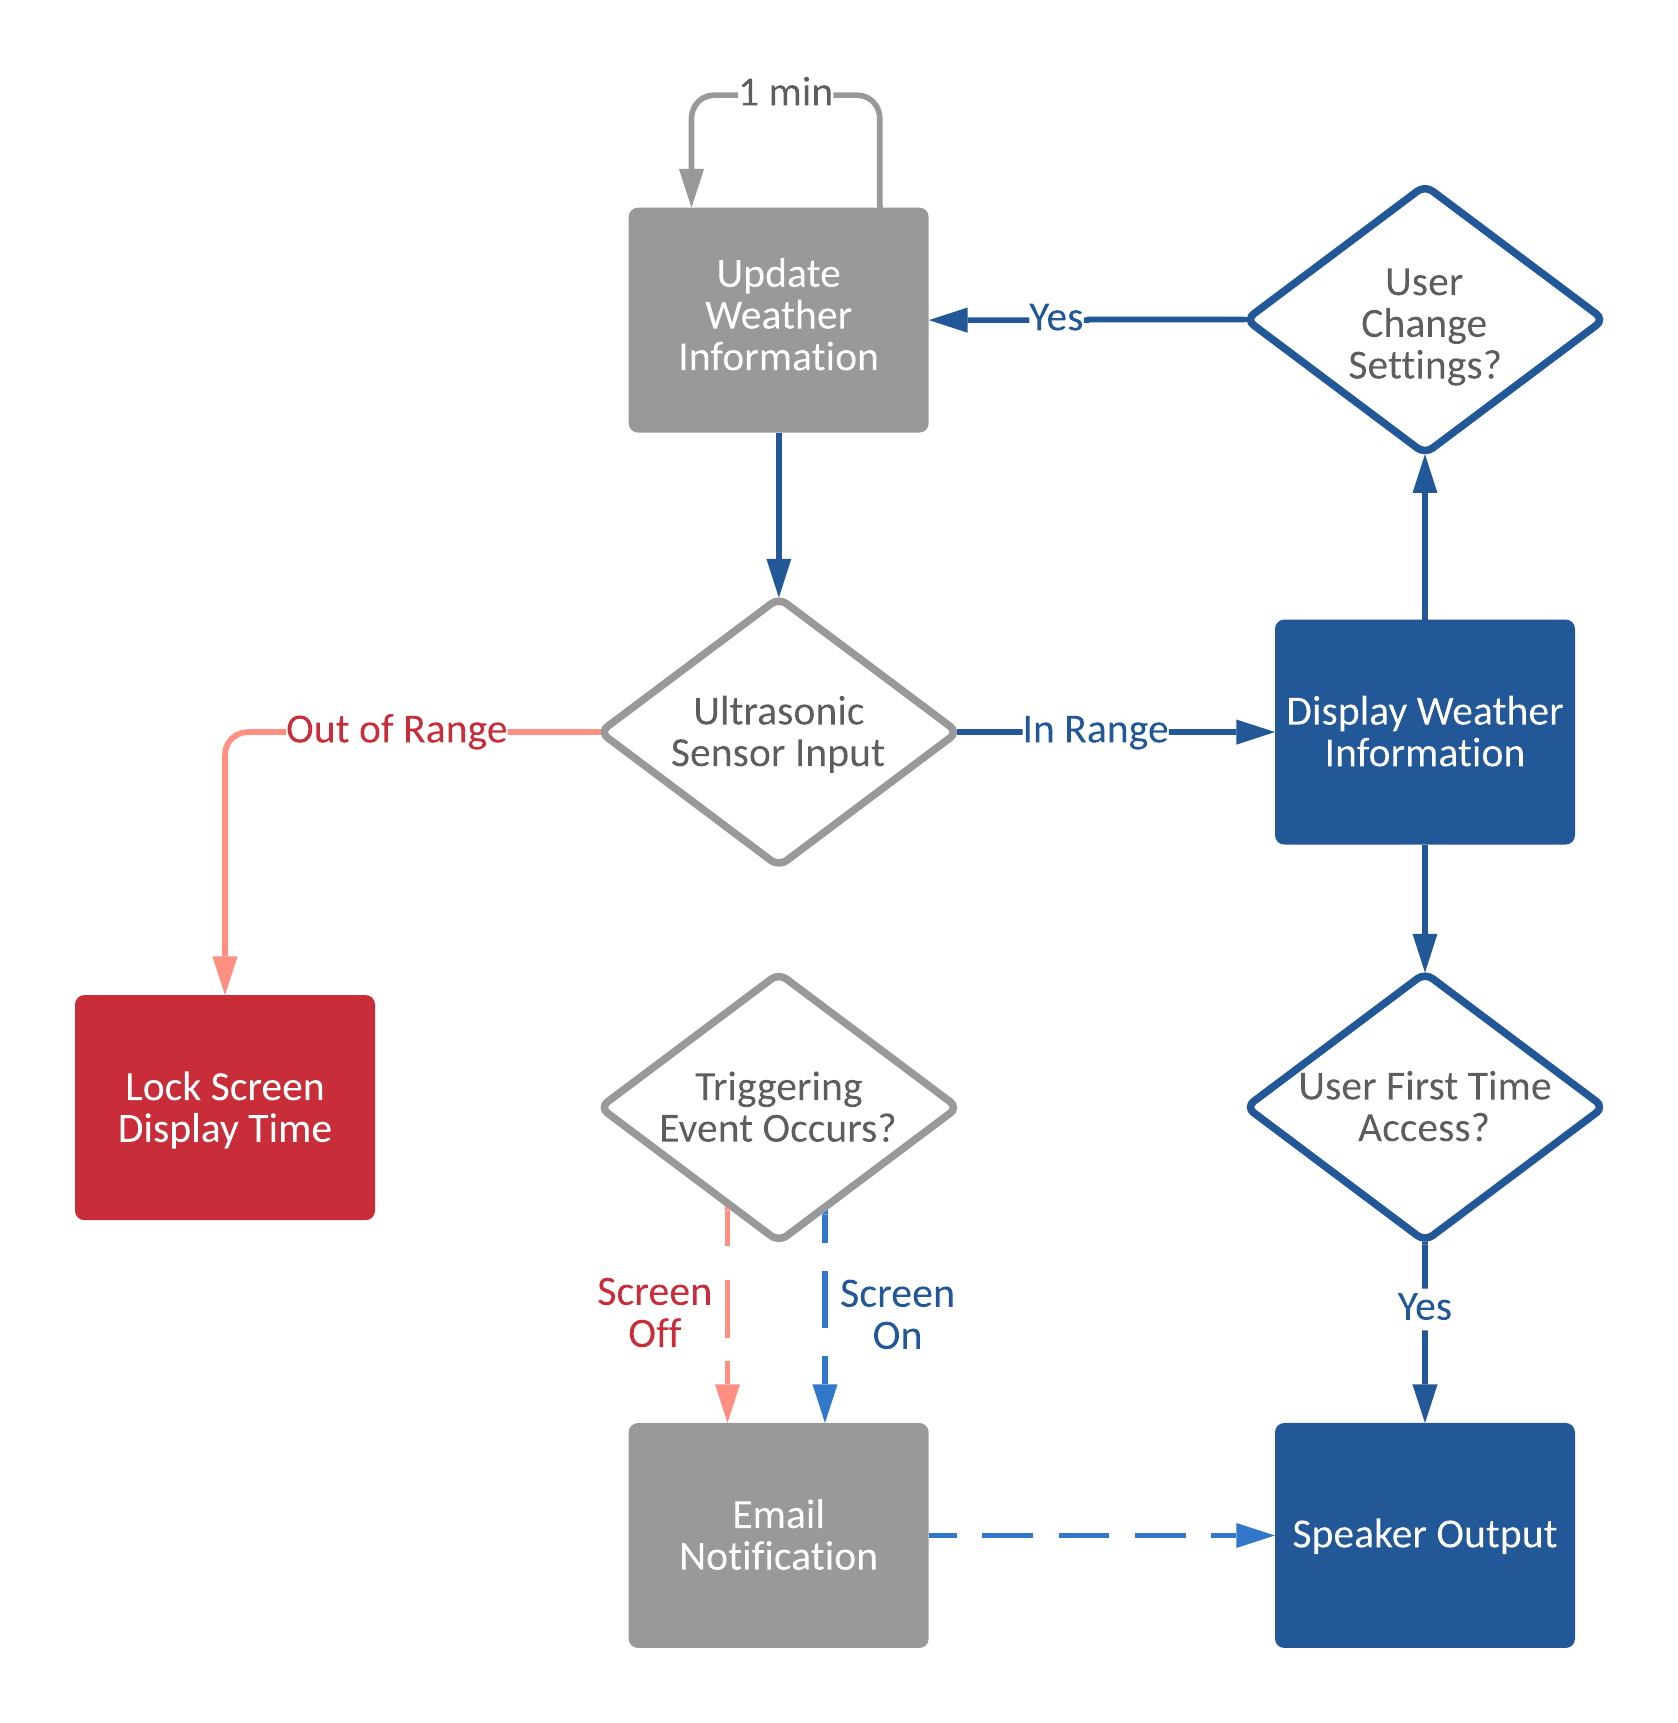 1 min
Update
Weather
Information
Yes
User
Change
Settings?
Out of Range
Ultrasonic
Sensor Input
In Range
Display Weather
Information
Lock Screen
Display Time
Triggering
Event Occurs?
User First Time
Access?
Screen
Off
Screen
On
Yes
Email
Notification
Speaker Output